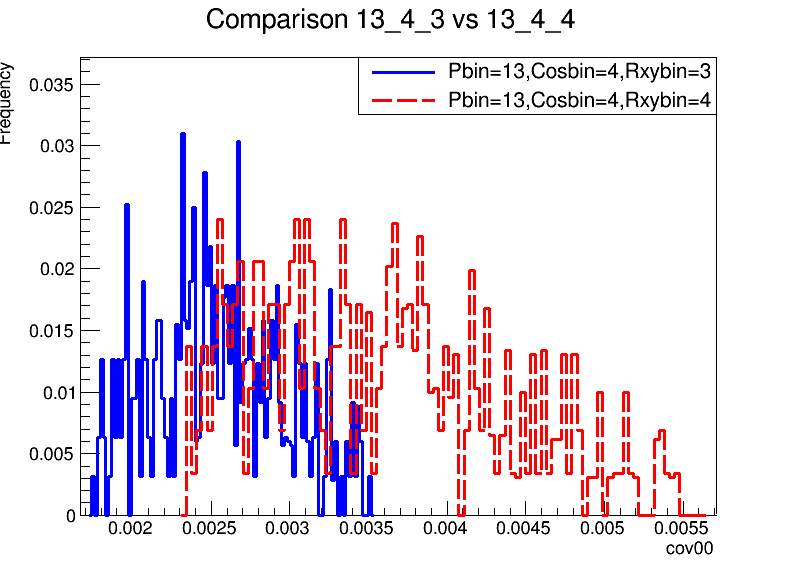 Comparison 13_4_3 vs 13_4_4
Frequency
Pbin=13,Cosbin=4,Rxybin=3
Pbin=13,Cosbin=4,Rxybin=4
0.035
0.03
0.025
0.02
0.015
0.01
0.005
0
0.002 0.0025 0.003 0.0035 0.004 0.0045 0.005 0.0055
cov00